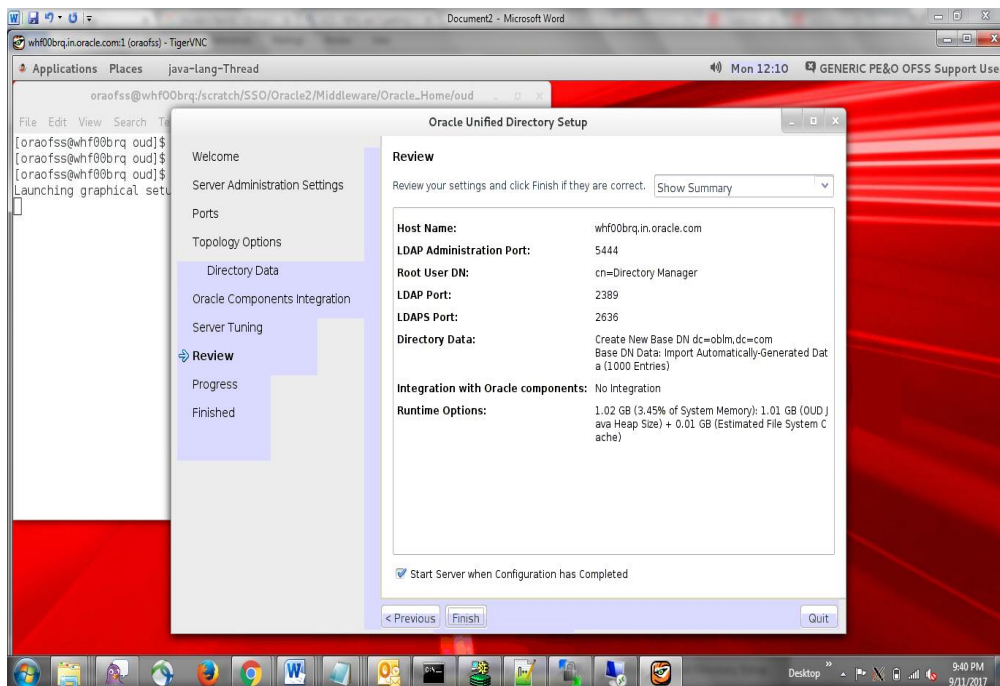 Document2 - Microsoft Word
whf00brq.in.oracle.com:1 (oraofss) - TigerVNC
Applications Places java-lang-Thread
Mon 12:10 GENERIC PE&O OFSS Support Use
oraofss@whf00brq:/scratch/SSO/Oracle2/Middleware/Oracle_Home/oud
File Edit View Search Te
[oraofss@whf00brq oud]$
[oraofss@whf00brq oud]$
[oraofss@whf00brq oud]$
Launching graphical setu
Oracle Unified Directory Setup
Welcome
Server Administration Settings
Ports
Topology Options
Directory Data
Oracle Components Integration
Server Tuning
Review
Progress
Finished
Review
Review your settings and click Finish if they are correct. Show Summary
Host Name: whf00brq.in.oracle.com
LDAP Administration Port: 5444
Root User DN: cn=Directory Manager
LDAP Port: 2389
LDAPS Port: 2636
Directory Data: Create New Base DN dc=oblm,dc=com
Base DN Data: Import Automatically-Generated Dat
a (1000 Entries)
Integration with Oracle components: No Integration
Runtime Options: 1.02 GB (3.45% of System Memory): 1.01 GB (OUD J
ava Heap Size) + 0.01 GB (Estimated File System C
ache)
Start Server when Configuration has Completed
< Previous Finish Quit
Desktop
9:40 PM
9/11/2017